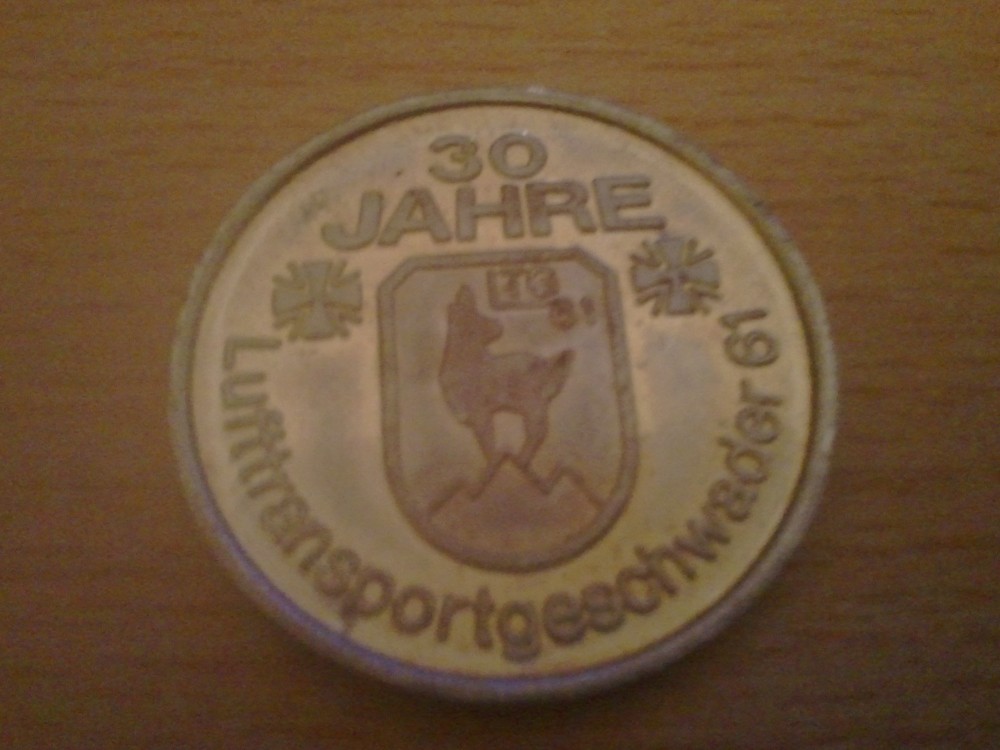 30
JAHRE
LTG
61
Lufttransportgeschwader 61